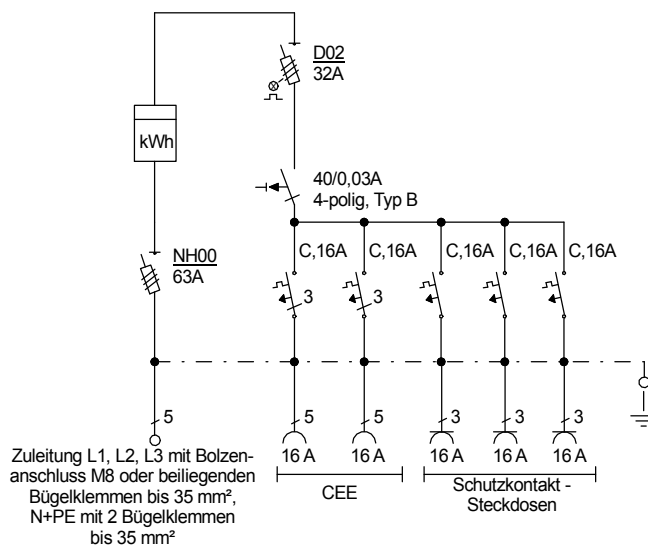 D02
32A
kWh
40/0,03A
4-polig, Typ B
NH00
63A
C,16A C,16A C,16A C,16A C,16A
3 3
5 5 5 3 3 3
16 A 16 A 16 A 16 A 16 A
Zuleitung L1, L2, L3 mit Bolzen-
anschluss M8 oder beiliegenden
Bügelklemmen bis 35 mm²,
N+PE mit 2 Bügelklemmen
bis 35 mm²
CEE
Schutzkontakt -
Steckdosen